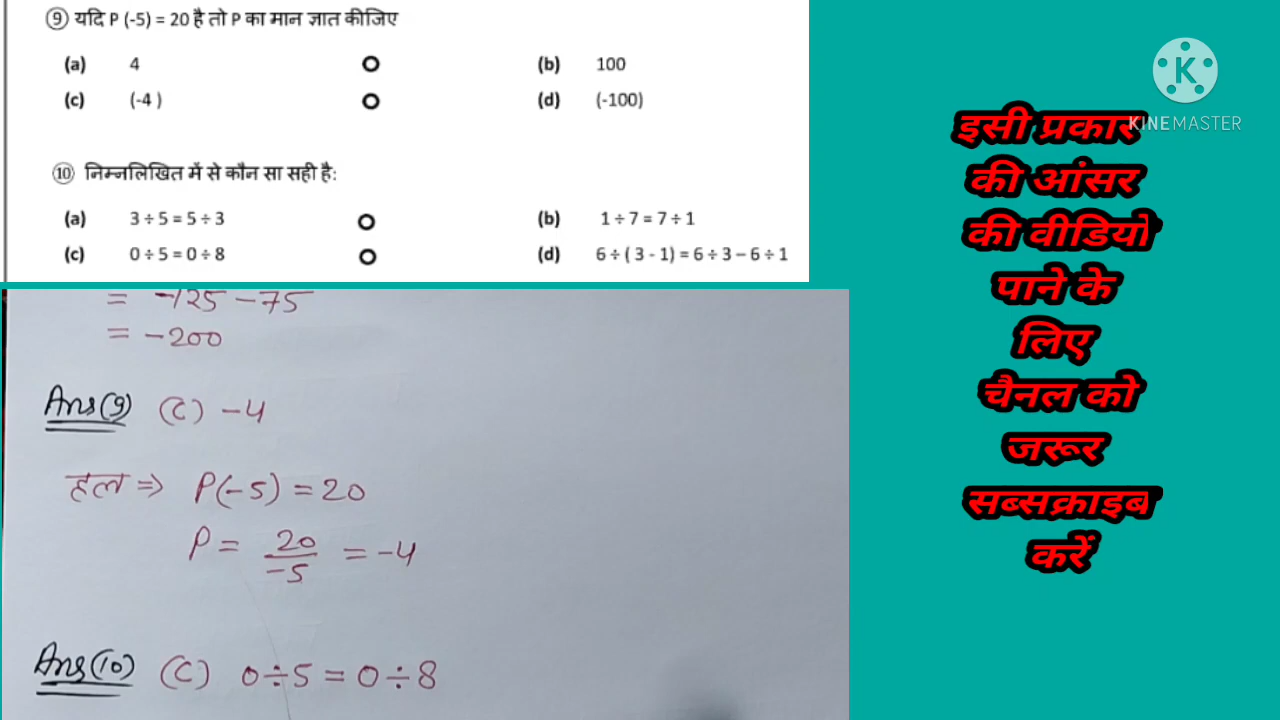 ⑨ यदि P (-5) = 20 है तो P का मान ज्ञात कीजिए
(a) 4 (b) 100
(c) (-4 ) (d) (-100)
⑩ निम्नलिखित में से कौन सा सही है:
(a) 3 ÷ 5 = 5 ÷ 3 (b) 1 ÷ 7 = 7 ÷ 1
(c) 0 ÷ 5 = 0 ÷ 8 (d) 6 ÷ ( 3 - 1) = 6 ÷ 3 – 6 ÷ 1
= -125 - 75
= -200
Ans(9) (C) -4
हल ⇒ P(-5) = 20
P = 20/-5 = -4
Ans(10) (C) 0÷5 = 0÷8
KINEMASTER
इसी प्रकार
की आंसर
की वीडियो
पाने के
लिए
चैनल को
जरूर
सब्सक्राइब
करें